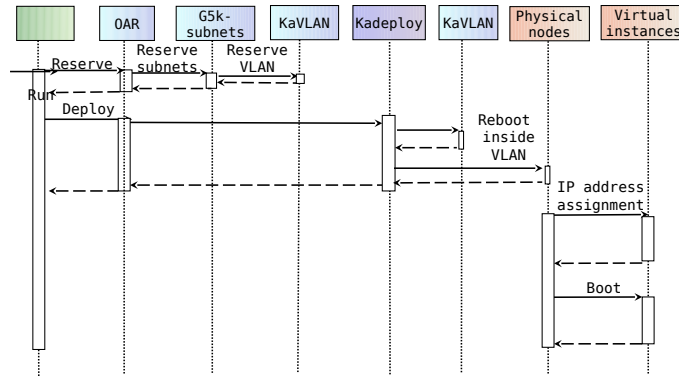 OAR
G5k-
subnets
KaVLAN
Kadeploy
KaVLAN
Physical
nodes
Virtual
instances
Reserve
Reserve
subnets
Reserve
VLAN
Run
Deploy
Reboot
inside
VLAN
IP address
assignment
Boot